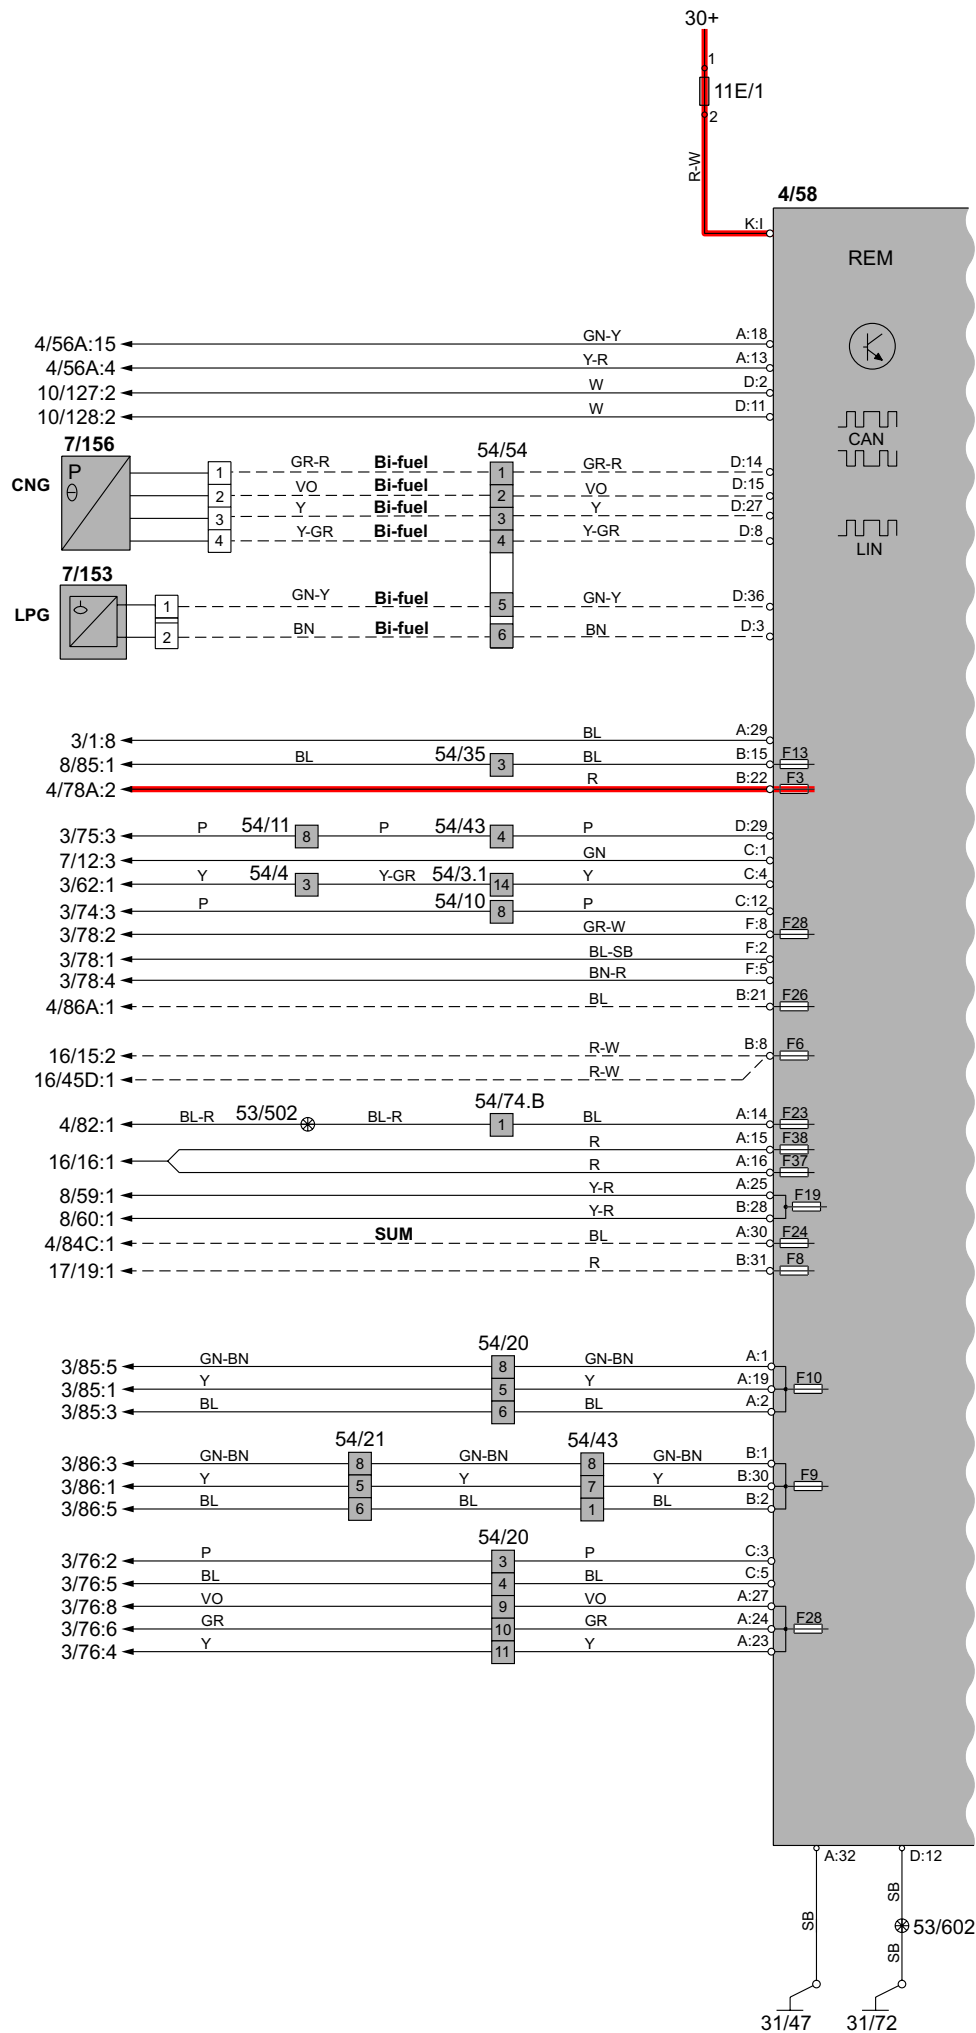 30+
1
11E/1
2
R-W
4/58
K:I
REM
4/56A:15 GN-Y A:18
4/56A:4 Y-R A:13
10/127:2 W D:2
10/128:2 W D:11
CAN
LIN
7/156 54/54
CNG P
1 GR-R Bi-fuel 1 GR-R D:14
2 VO Bi-fuel 2 VO D:15
3 Y Bi-fuel 3 Y D:27
4 Y-GR Bi-fuel 4 Y-GR D:8
7/153
LPG
1 GN-Y Bi-fuel 5 GN-Y D:36
2 BN Bi-fuel 6 BN D:3
3/1:8 BL A:29
8/85:1 BL 54/35 3 BL B:15 F13
4/78A:2 R B:22 F3
3/75:3 P 54/11 8 P 54/43 4 P D:29
7/12:3 GN C:1
3/62:1 Y 54/4 3 Y-GR 54/3.1 14 Y C:4
3/74:3 P 54/10 8 P C:12
3/78:2 GR-W F:8 F28
3/78:1 BL-SB F:2
3/78:4 BN-R F:5
4/86A:1 BL B:21 F26
16/15:2 R-W B:8 F6
16/45D:1 R-W
4/82:1 BL-R 53/502 BL-R 54/74.B 1 BL A:14 F23
R A:15 F38
16/16:1
R A:16 F37
8/59:1 Y-R A:25
F19
8/60:1 Y-R B:28
4/84C:1 SUM BL A:30 F24
17/19:1 R B:31 F8
54/20
3/85:5 GN-BN 8 GN-BN A:1
3/85:1 Y 5 Y A:19 F10
3/85:3 BL 6 BL A:2
54/21 54/43
3/86:3 GN-BN 8 GN-BN 8 GN-BN B:1
3/86:1 Y 5 Y 7 Y B:30 F9
3/86:5 BL 6 BL 1 BL B:2
54/20
3/76:2 P 3 P C:3
3/76:5 BL 4 BL C:5
3/76:8 VO 9 VO A:27
3/76:6 GR 10 GR A:24 F28
3/76:4 Y 11 Y A:23
A:32 D:12
SB
SB
53/602
SB
31/47 31/72